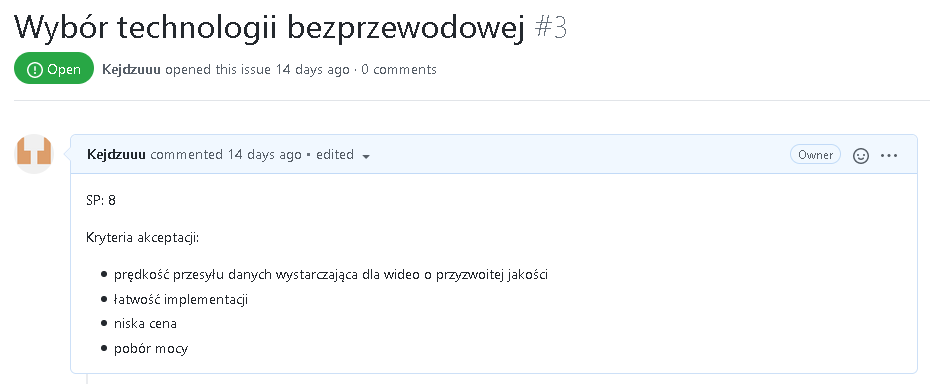 Wybór technologii bezprzewodowej #3
Open Kejdzuuu opened this issue 14 days ago · 0 comments
Kejdzuuu commented 14 days ago • edited Owner
SP: 8
Kryteria akceptacji:
• prędkość przesyłu danych wystarczająca dla wideo o przyzwoitej jakości
• łatwość implementacji
• niska cena
• pobór mocy